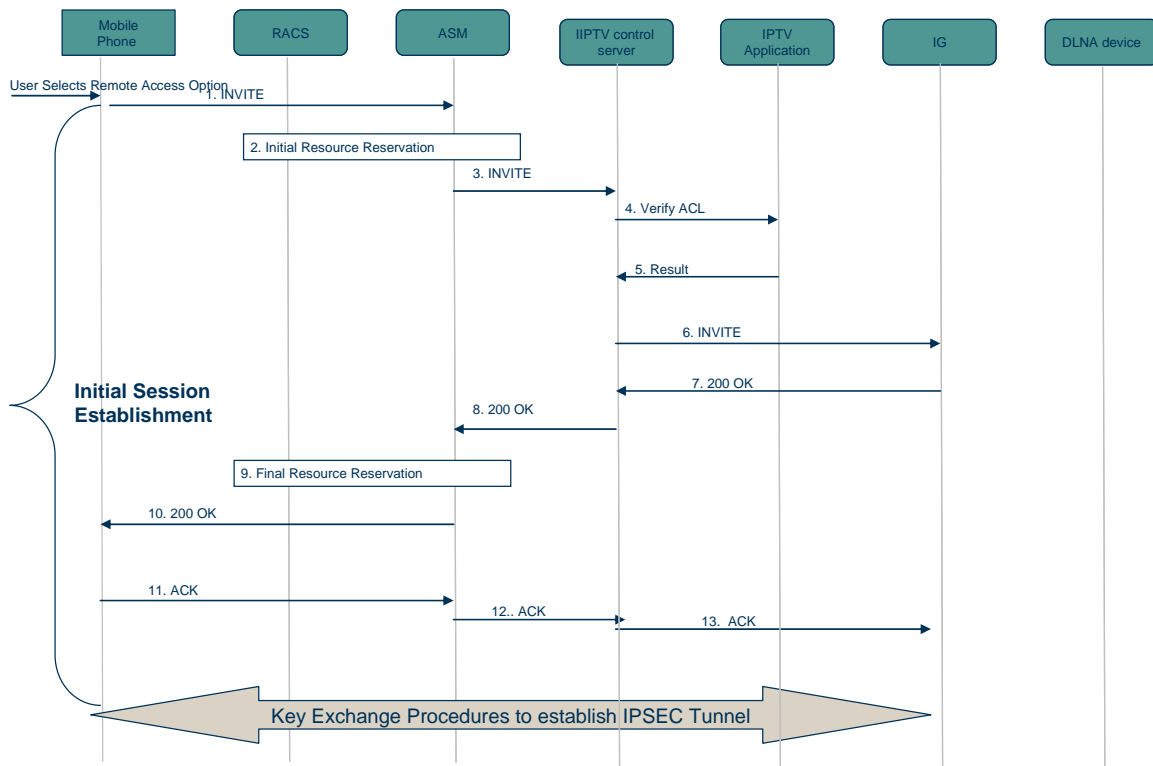 Mobile
Phone
RACS
ASM
IIPTV control
server
IPTV
Application
IG
DLNA device
User Selects Remote Access Option
1. INVITE
2. Initial Resource Reservation
3. INVITE
4. Verify ACL
5. Result
6. INVITE
7. 200 OK
Initial Session
Establishment
8. 200 OK
9. Final Resource Reservation
10. 200 OK
11. ACK
12.. ACK
13. ACK
Key Exchange Procedures to establish IPSEC Tunnel